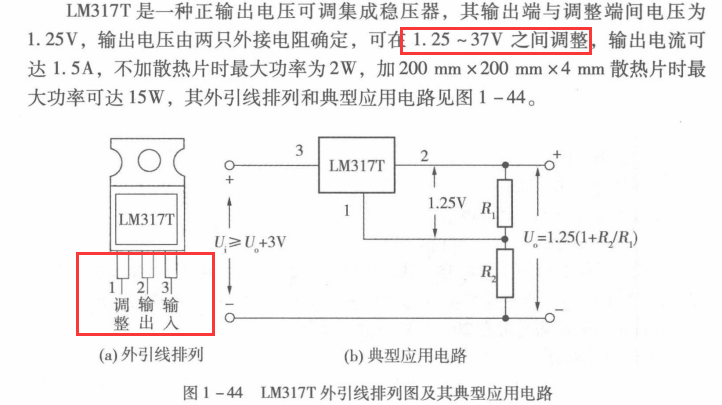 LM317T 是一种正输出电压可调集成稳压器，其输出端与调整端间电压为
1.25V，输出电压由两只外接电阻确定，可在 1.25～37V 之间调整，输出电流可
达 1.5A，不加散热片时最大功率为 2W，加 200 mm×200 mm×4 mm 散热片时最
大功率可达 15W，其外引线排列和典型应用电路见图 1－44。
LM317T
1 2 3
调 输 输
整 出 入
(a) 外引线排列
3 LM317T 2 +
+ 1 1.25V R₁
Ui≥Uo+3V Uo=1.25(1+R₂/R₁)
R₂
− −
(b) 典型应用电路
图 1－44 LM317T 外引线排列图及其典型应用电路